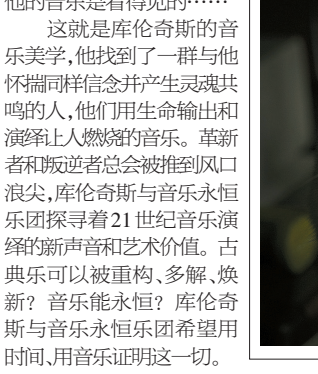 他的音乐是看得见的……
这就是库伦奇斯的音
乐美学,他找到了一群与他
怀揣同样信念并产生灵魂共
鸣的人,他们用生命输出和
演绎让人燃烧的音乐。革新
者和叛逆者总会被推到风口
浪尖,库伦奇斯与音乐永恒
乐团探寻着21世纪音乐演
绎的新声音和艺术价值。古
典乐可以被重构、多解、焕
新？音乐能永恒？库伦奇
斯与音乐永恒乐团希望用
时间、用音乐证明这一切。